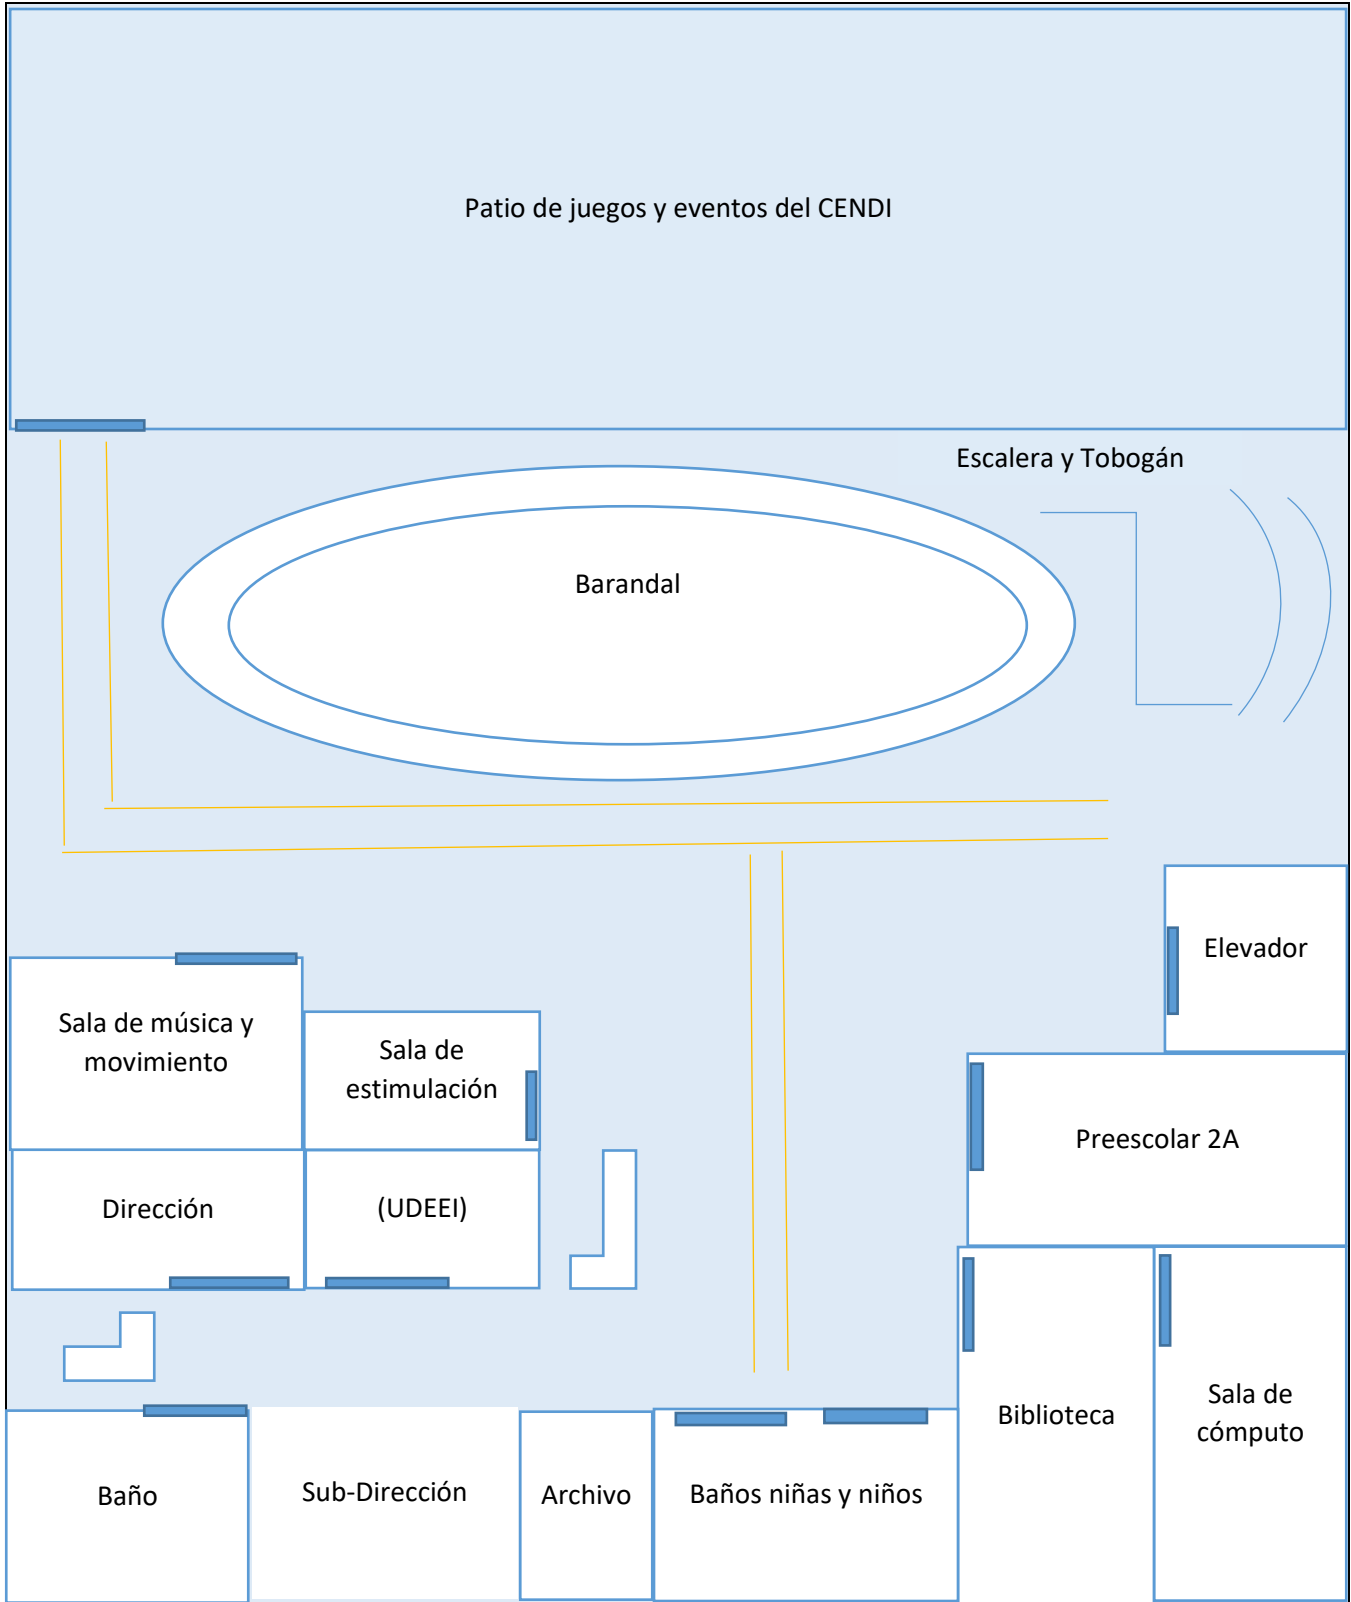 Patio de juegos y eventos del CENDI
Escalera y Tobogán
Barandal
Elevador
Sala de música y
movimiento
Sala de
estimulación
Preescolar 2A
Dirección
(UDEEI)
Biblioteca
Sala de
cómputo
Baño
Sub-Dirección
Archivo
Baños niñas y niños